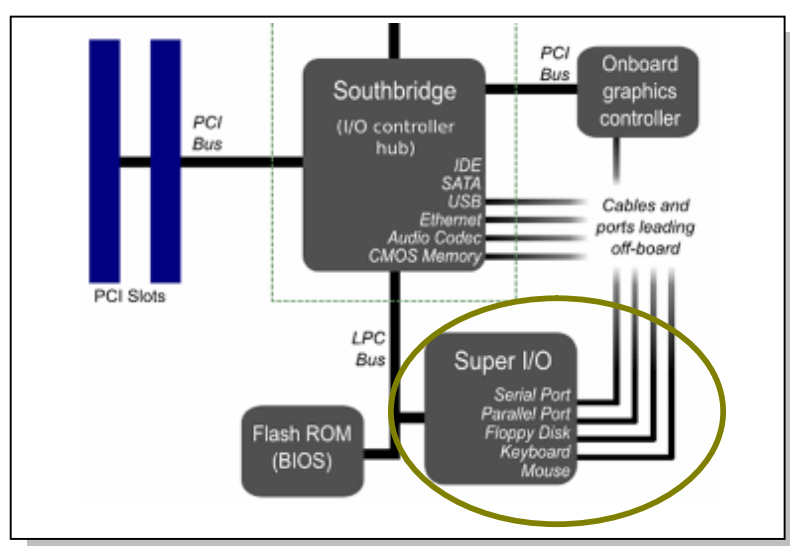 Southbridge
(I/O controller
hub)
IDE
SATA
USB
Ethernet
Audio Codec
CMOS Memory
PCI
Bus
PCI Slots
PCI
Bus
Onboard
graphics
controller
Cables and
ports leading
off-board
LPC
Bus
Super I/O
Serial Port
Parallel Port
Floppy Disk
Keyboard
Mouse
Flash ROM
(BIOS)